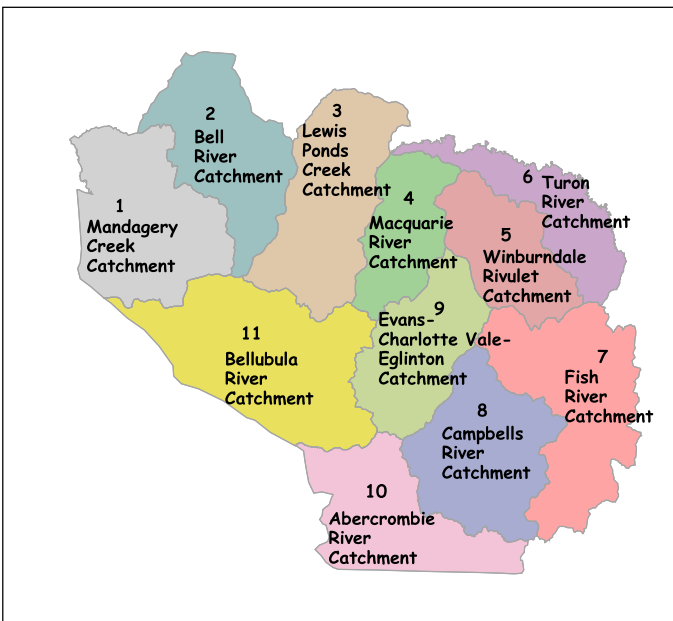 1
Mandagery
Creek
Catchment
2
Bell
River
Catchment
3
Lewis
Ponds
Creek
Catchment
4
Macquarie
River
Catchment
5
Winburndale
Rivulet
Catchment
6
Turon
River
Catchment
7
Fish
River
Catchment
8
Campbells
River
Catchment
9
Evans-
Charlotte Vale-
Eglinton
Catchment
10
Abercrombie
River
Catchment
11
Bellubula
River
Catchment